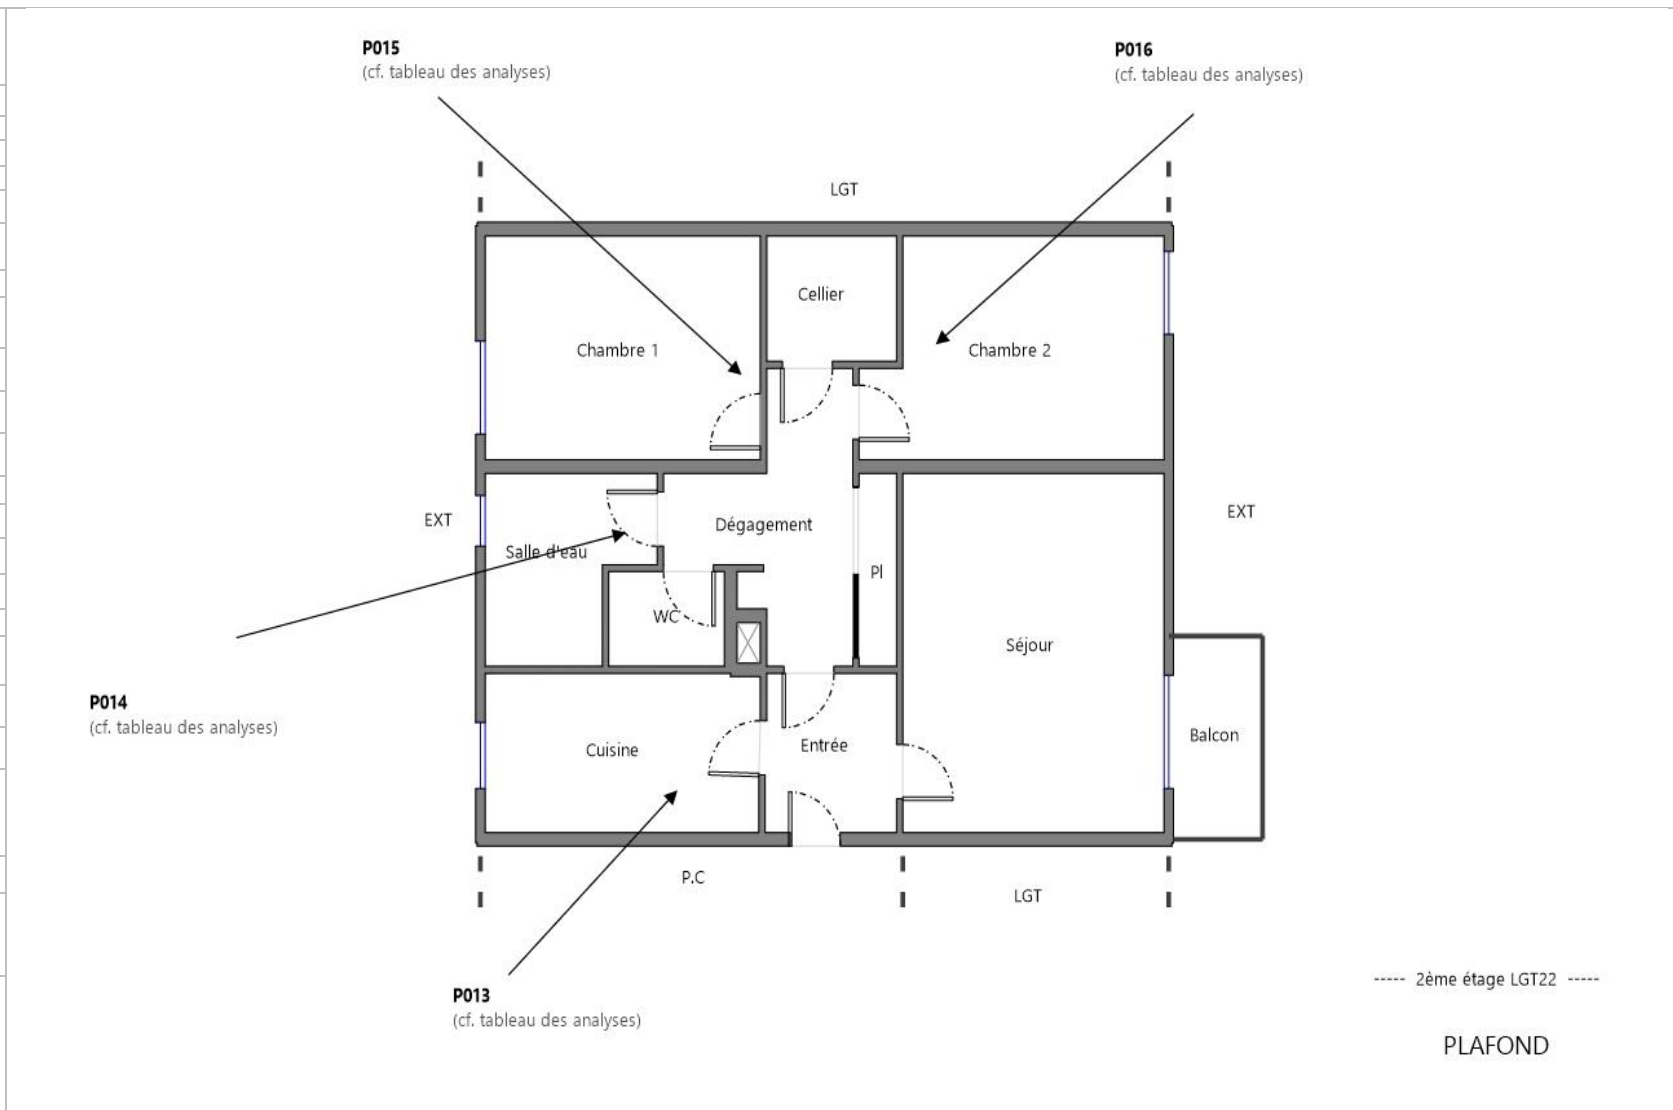 P015
(cf. tableau des analyses)
P016
(cf. tableau des analyses)
LGT
Cellier
Chambre 1
Chambre 2
EXT
Dégagement
EXT
Salle d'eau
Pl
WC
Séjour
P014
(cf. tableau des analyses)
Cuisine
Entrée
Balcon
P.C
LGT
P013
(cf. tableau des analyses)
----- 2ème étage LGT22 -----
PLAFOND